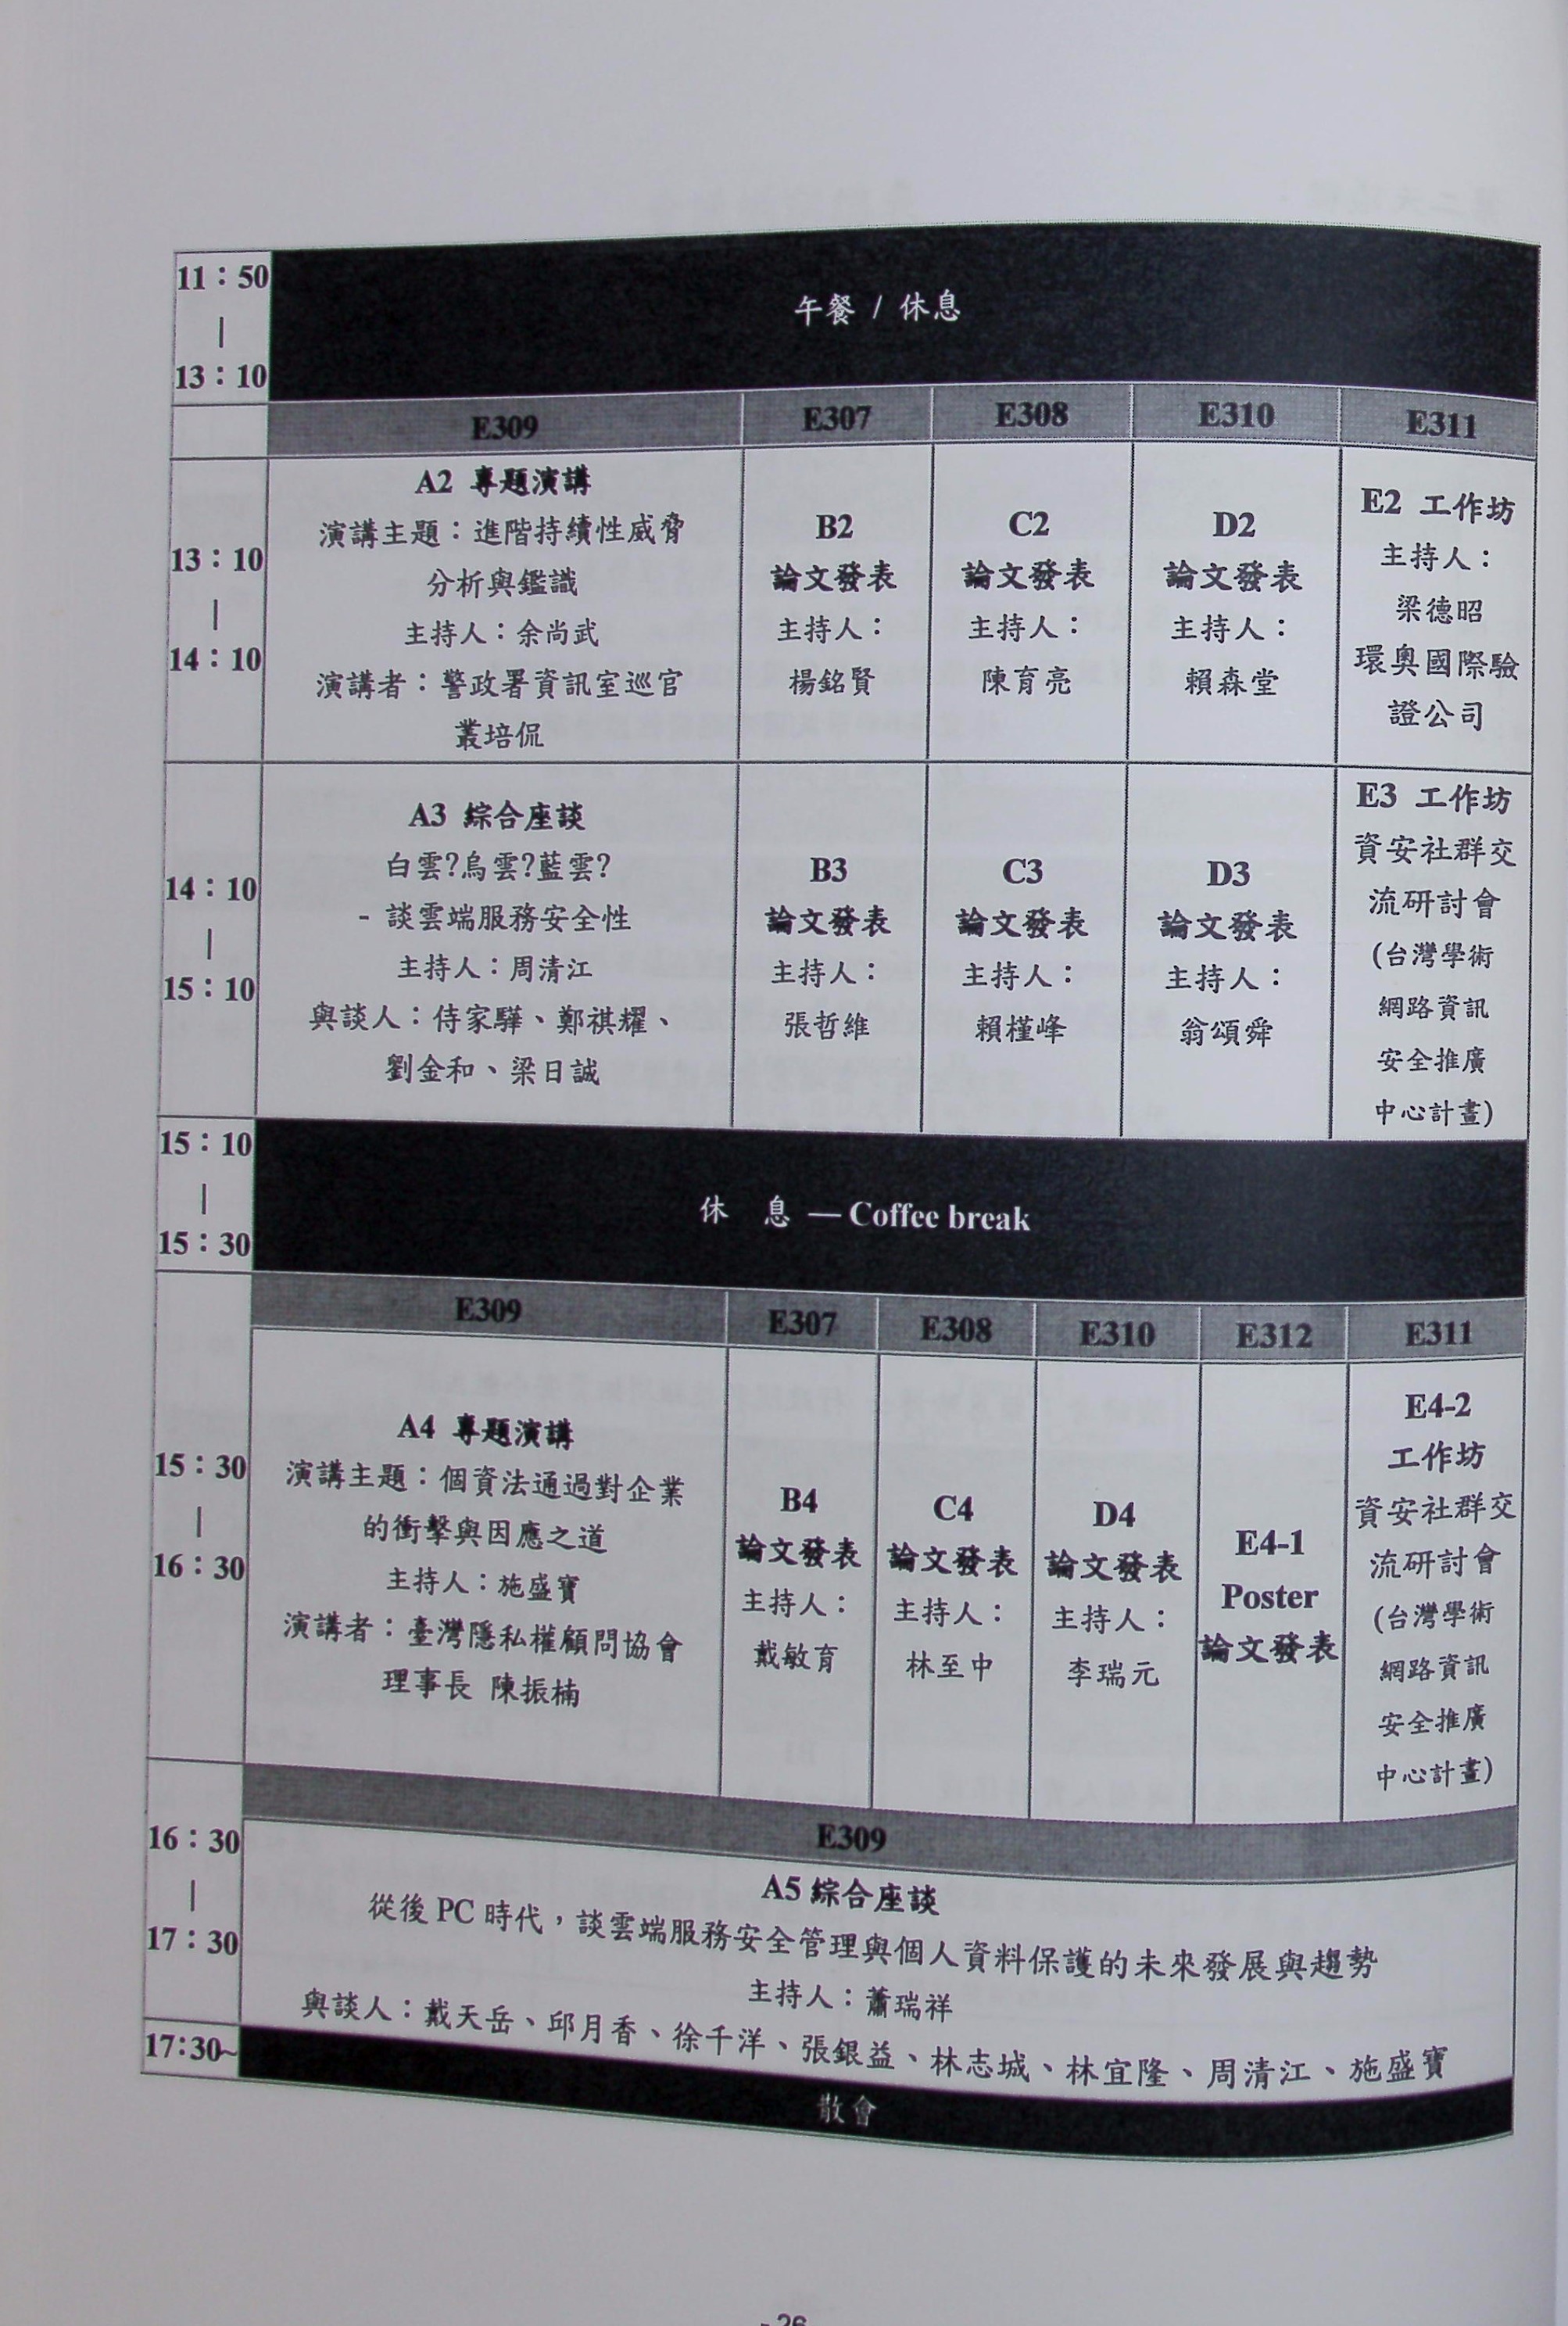 11：50
|
13：10
午餐 / 休息
E309
E307
E308
E310
E311
13：10
|
14：10
A2 專題演講
演講主題：進階持續性威脅
分析與鑑識
主持人：余尚武
演講者：警政署資訊室巡官
叢培侃
B2
論文發表
主持人：
楊銘賢
C2
論文發表
主持人：
陳育亮
D2
論文發表
主持人：
賴森堂
E2 工作坊
主持人：
梁德昭
環奧國際驗
證公司
14：10
|
15：10
A3 綜合座談
白雲?烏雲?藍雲?
- 談雲端服務安全性
主持人：周清江
與談人：侍家驊、鄭祺耀、
劉金和、梁日誠
B3
論文發表
主持人：
張哲維
C3
論文發表
主持人：
賴槿峰
D3
論文發表
主持人：
翁頌舜
E3 工作坊
資安社群交
流研討會
(台灣學術
網路資訊
安全推廣
中心計畫)
15：10
|
15：30
休 息 — Coffee break
E309
E307
E308
E310
E312
E311
15：30
|
16：30
A4 專題演講
演講主題：個資法通過對企業
的衝擊與因應之道
主持人：施盛寶
演講者：臺灣隱私權顧問協會
理事長 陳振楠
B4
論文發表
主持人：
戴敏育
C4
論文發表
主持人：
林至中
D4
論文發表
主持人：
李瑞元
E4-1
Poster
論文發表
E4-2
工作坊
資安社群交
流研討會
(台灣學術
網路資訊
安全推廣
中心計畫)
16：30
|
17：30
E309
A5 綜合座談
從後 PC 時代，談雲端服務安全管理與個人資料保護的未來發展與趨勢
主持人：蕭瑞祥
與談人：戴天岳、邱月香、徐千洋、張銀益、林志城、林宜隆、周清江、施盛寶
17:30~
散會
- 26